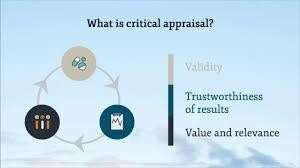 What is critical appraisal?
Validity
Trustworthiness
of results
Value and relevance